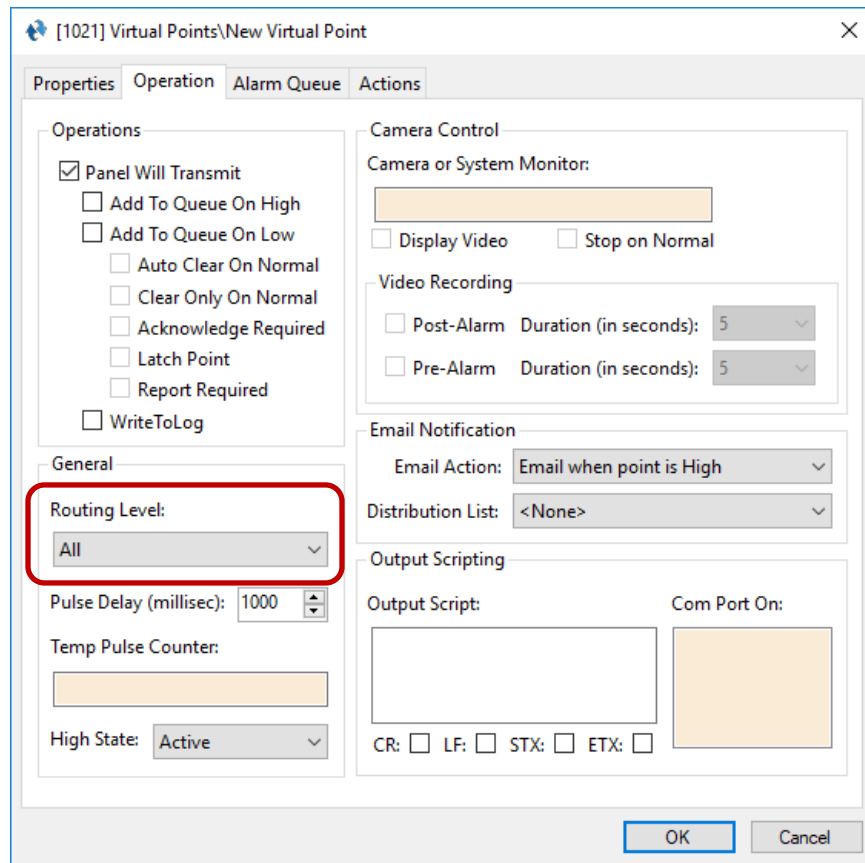 [1021] Virtual Points\New Virtual Point
Properties Operation Alarm Queue Actions
Operations
Panel Will Transmit
Add To Queue On High
Add To Queue On Low
Auto Clear On Normal
Clear Only On Normal
Acknowledge Required
Latch Point
Report Required
WriteToLog
General
Routing Level:
All
Pulse Delay (millisec): 1000
Temp Pulse Counter:
High State: Active
Camera Control
Camera or System Monitor:
Display Video Stop on Normal
Video Recording
Post-Alarm Duration (in seconds): 5
Pre-Alarm Duration (in seconds): 5
Email Notification
Email Action: Email when point is High
Distribution List: <None>
Output Scripting
Output Script: Com Port On:
CR: LF: STX: ETX:
OK Cancel